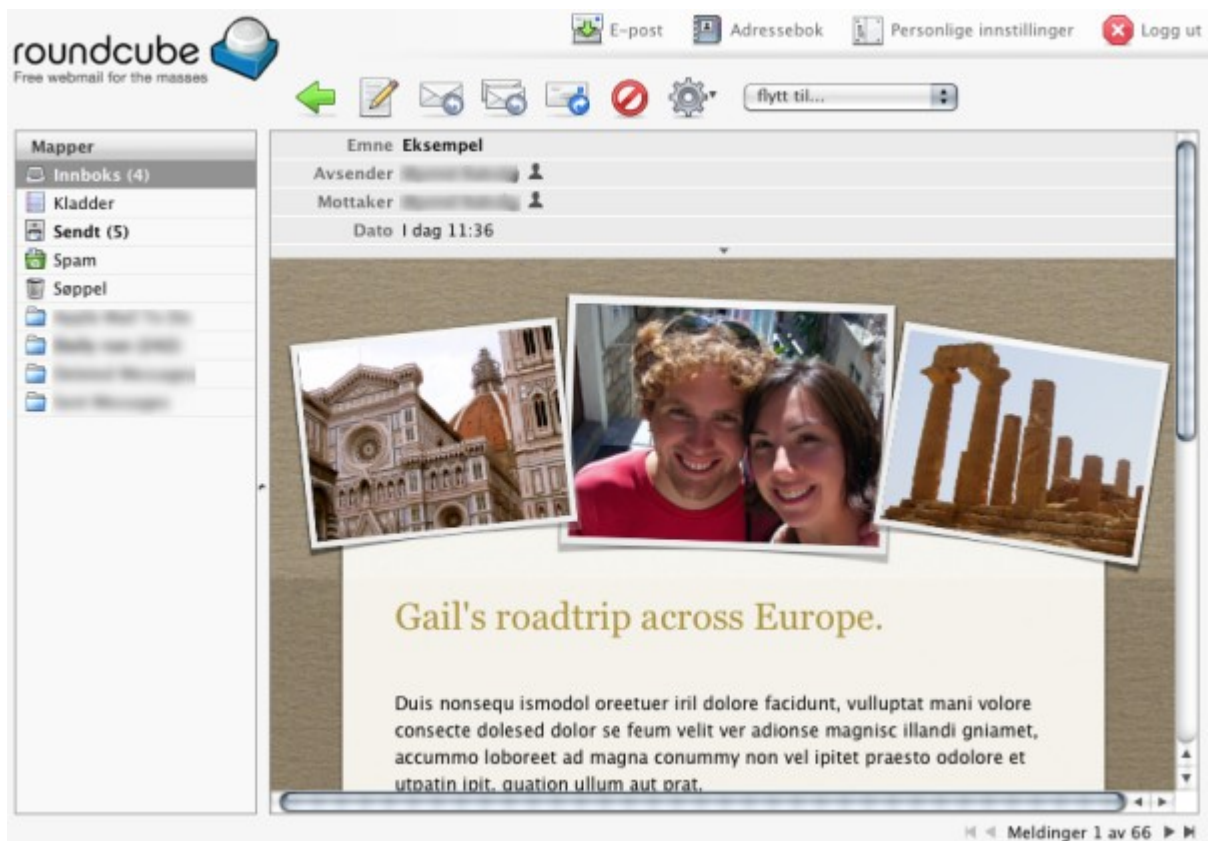 roundcube
Free webmail for the masses
E-post Adressebok Personlige innstillinger Logg ut
flytt til...
Mapper
Innboks (4)
Kladder
Sendt (5)
Spam
Søppel
Emne Eksempel
Avsender
Mottaker
Dato I dag 11:36
Gail's roadtrip across Europe.
Duis nonsequ ismodol oreetuer iril dolore facidunt, vulluptat mani volore
consecte dolesed dolor se feum velit ver adionse magnisc illandi gniamet,
accummo loboreet ad magna conummy non vel ipitet praesto odolore et
utpatin ipit, quation ullum aut prat.
Meldinger 1 av 66